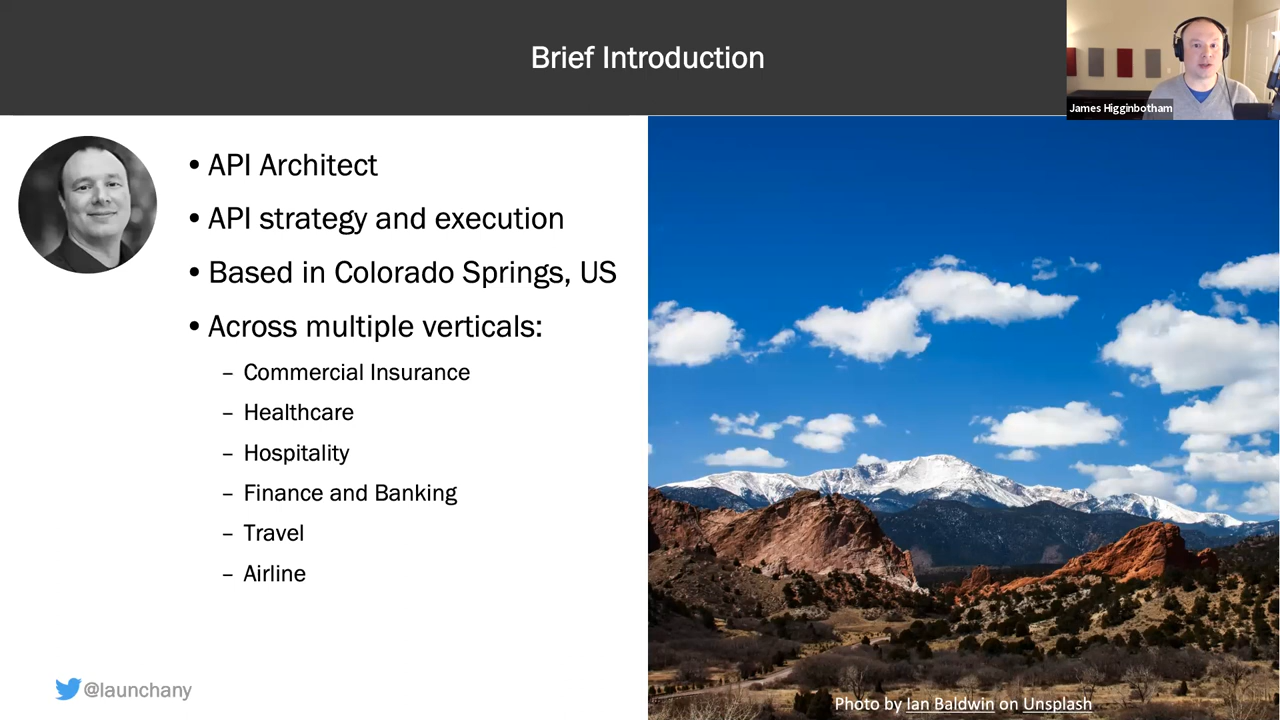 Brief Introduction
James Higginbotham
• API Architect
• API strategy and execution
• Based in Colorado Springs, US
• Across multiple verticals:
– Commercial Insurance
– Healthcare
– Hospitality
– Finance and Banking
– Travel
– Airline
@launchany
Photo by Ian Baldwin on Unsplash